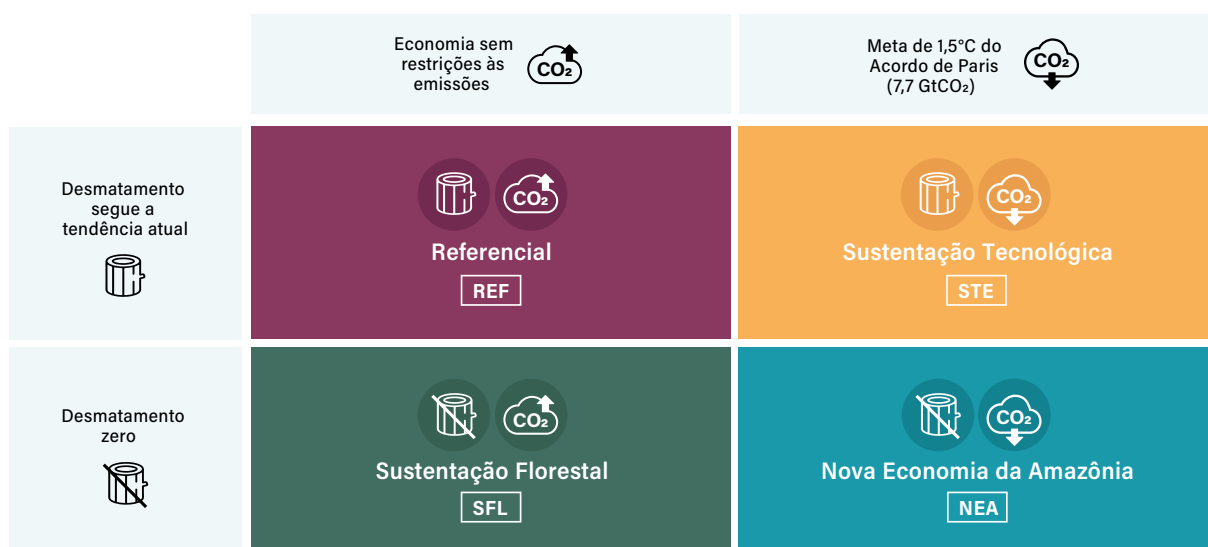 Economia sem
restrições às
emissões
CO₂
Meta de 1,5°C do
Acordo de Paris
(7,7 GtCO₂)
CO₂
Desmatamento
segue a
tendência atual
CO₂
Referencial
REF
CO₂
Sustentação Tecnológica
STE
Desmatamento
zero
CO₂
Sustentação Florestal
SFL
CO₂
Nova Economia da Amazônia
NEA